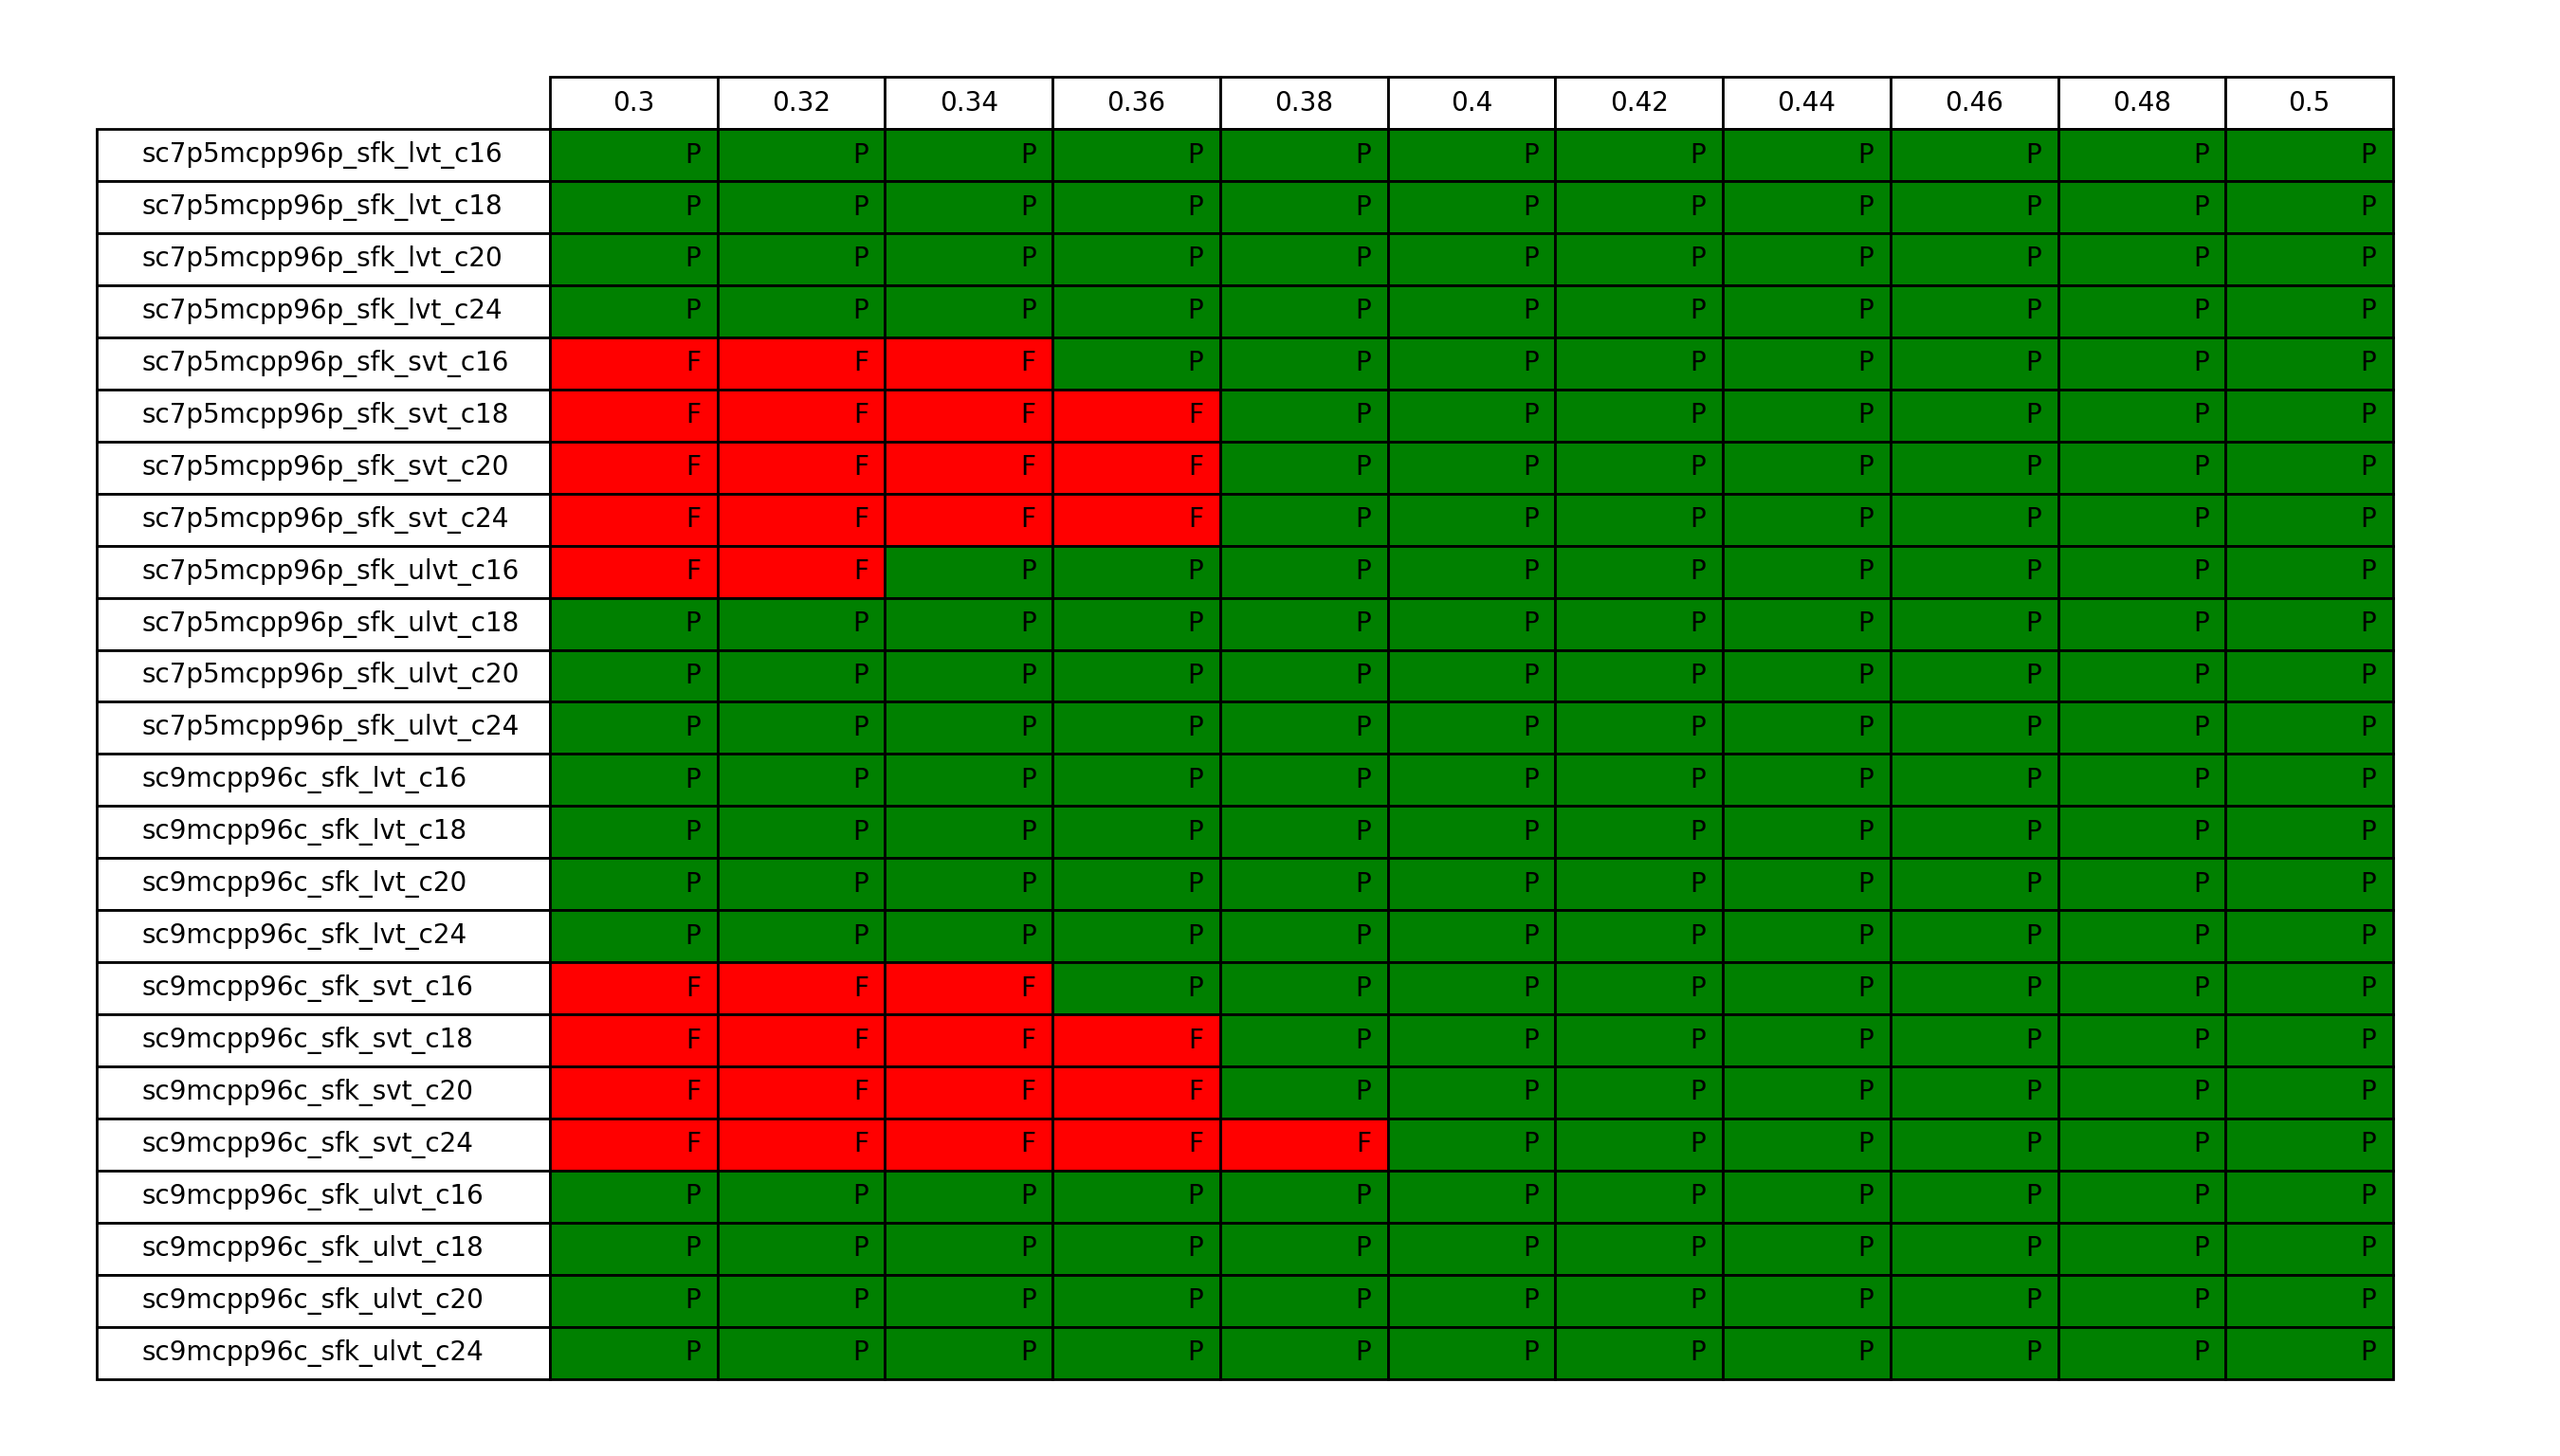 0.3 0.32 0.34 0.36 0.38 0.4 0.42 0.44 0.46 0.48 0.5
sc7p5mcpp96p_sfk_lvt_c16 P P P P P P P P P P P
sc7p5mcpp96p_sfk_lvt_c18 P P P P P P P P P P P
sc7p5mcpp96p_sfk_lvt_c20 P P P P P P P P P P P
sc7p5mcpp96p_sfk_lvt_c24 P P P P P P P P P P P
sc7p5mcpp96p_sfk_svt_c16 F F F P P P P P P P P
sc7p5mcpp96p_sfk_svt_c18 F F F F P P P P P P P
sc7p5mcpp96p_sfk_svt_c20 F F F F P P P P P P P
sc7p5mcpp96p_sfk_svt_c24 F F F F P P P P P P P
sc7p5mcpp96p_sfk_ulvt_c16 F F P P P P P P P P P
sc7p5mcpp96p_sfk_ulvt_c18 P P P P P P P P P P P
sc7p5mcpp96p_sfk_ulvt_c20 P P P P P P P P P P P
sc7p5mcpp96p_sfk_ulvt_c24 P P P P P P P P P P P
sc9mcpp96c_sfk_lvt_c16 P P P P P P P P P P P
sc9mcpp96c_sfk_lvt_c18 P P P P P P P P P P P
sc9mcpp96c_sfk_lvt_c20 P P P P P P P P P P P
sc9mcpp96c_sfk_lvt_c24 P P P P P P P P P P P
sc9mcpp96c_sfk_svt_c16 F F F P P P P P P P P
sc9mcpp96c_sfk_svt_c18 F F F F P P P P P P P
sc9mcpp96c_sfk_svt_c20 F F F F P P P P P P P
sc9mcpp96c_sfk_svt_c24 F F F F F P P P P P P
sc9mcpp96c_sfk_ulvt_c16 P P P P P P P P P P P
sc9mcpp96c_sfk_ulvt_c18 P P P P P P P P P P P
sc9mcpp96c_sfk_ulvt_c20 P P P P P P P P P P P
sc9mcpp96c_sfk_ulvt_c24 P P P P P P P P P P P